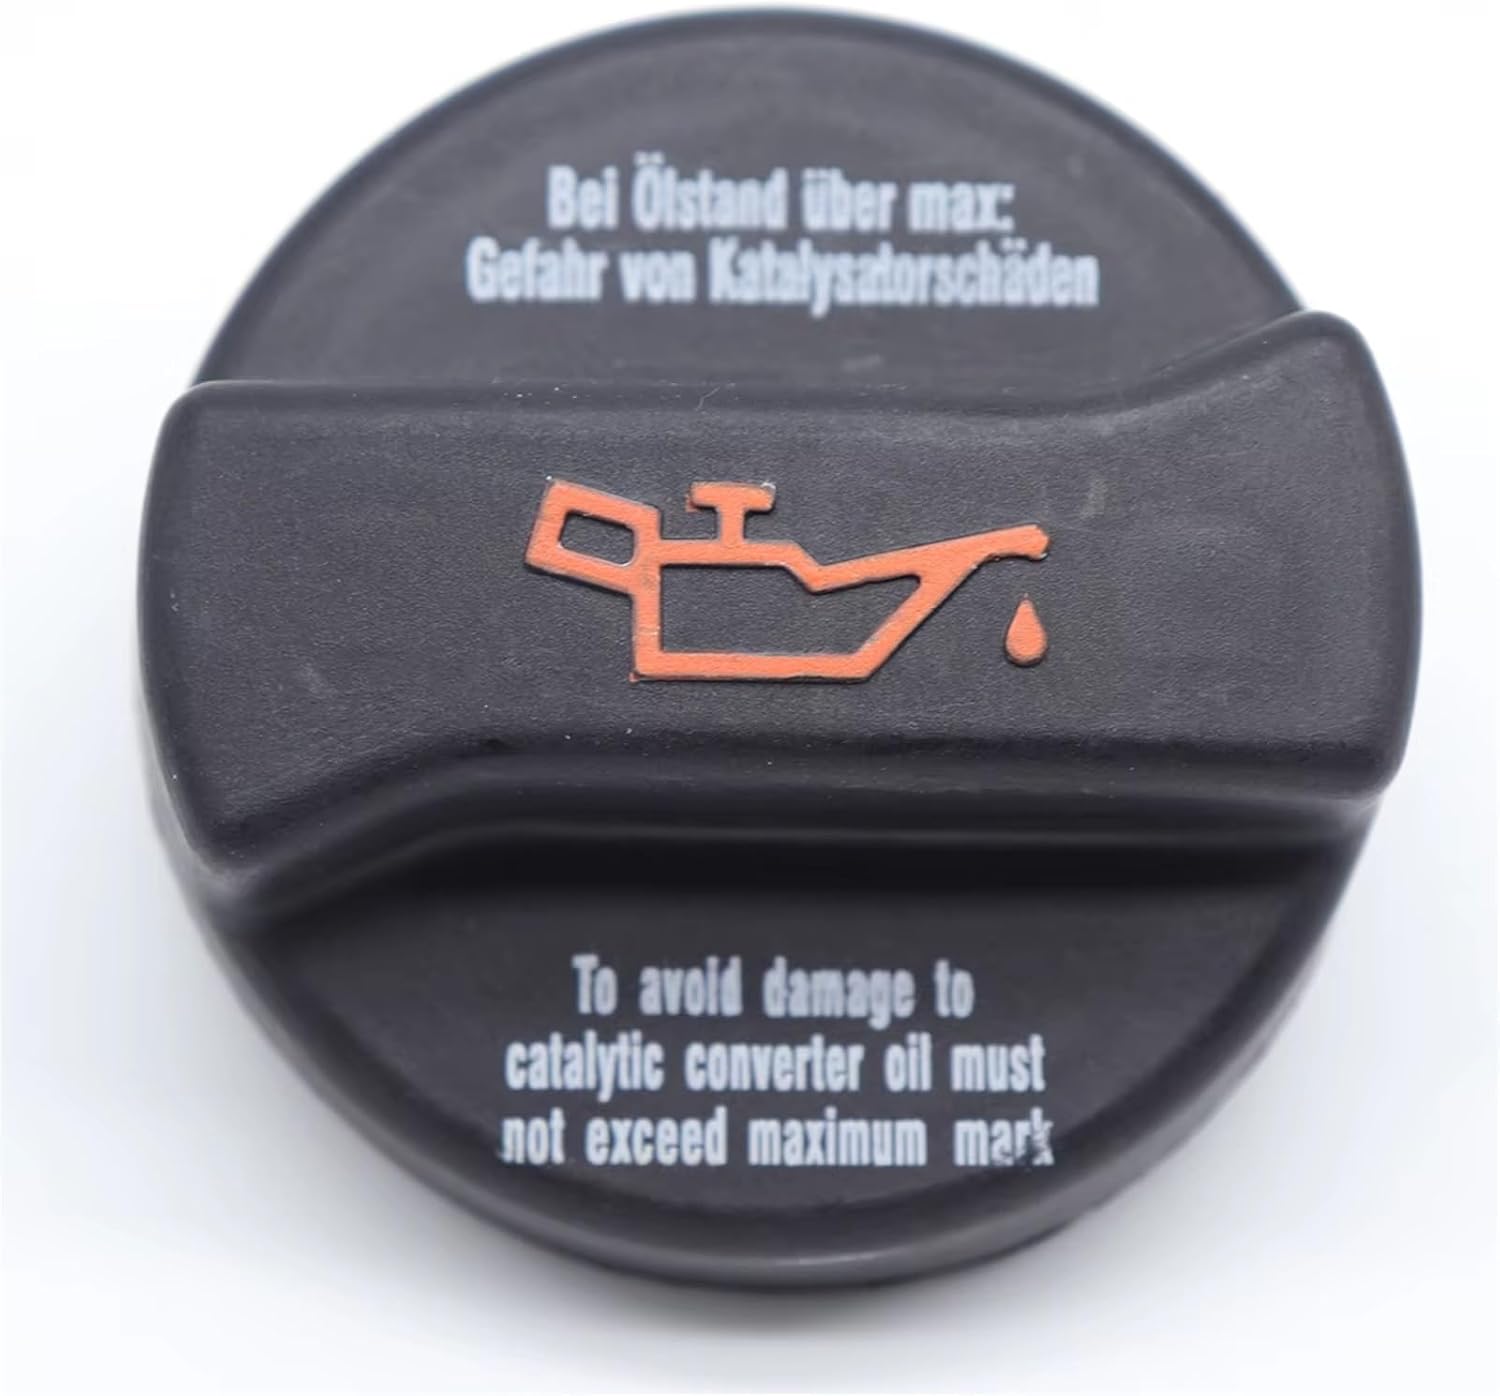 Bei Ölstand über max:
Gefahr von Katalysatorschäden
To avoid damage to
catalytic converter oil must
not exceed maximum mark